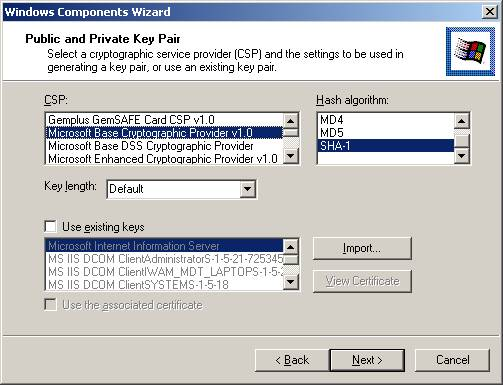 Windows Components Wizard
Public and Private Key Pair
Select a cryptographic service provider (CSP) and the settings to be used in
generating a key pair, or use an existing key pair.
CSP:
Gemplus GemSAFE Card CSP v1.0
Microsoft Base Cryptographic Provider v1.0
Microsoft Base DSS Cryptographic Provider
Microsoft Enhanced Cryptographic Provider v1.0
Hash algorithm:
MD4
MD5
SHA-1
Key length:
Default
Use existing keys
Microsoft Internet Information Server
MS IIS DCOM ClientAdministratorS-1-5-21-725345
MS IIS DCOM ClientIWAM_MDT_LAPTOPS-1-5-2
MS IIS DCOM ClientSYSTEMS-1-5-18
Import...
View Certificate
Use the associated certificate
< Back
Next >
Cancel